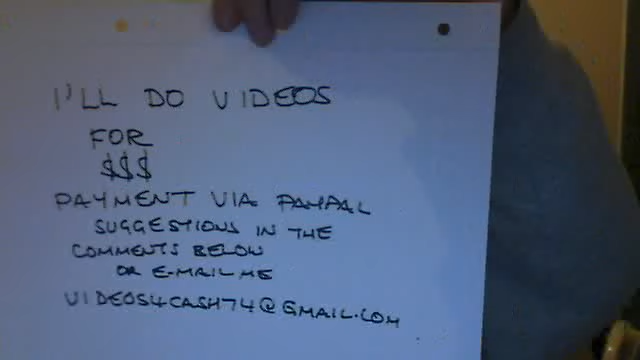 I'LL DO VIDEOS
FOR
$$$
PAYMENT VIA PAYPAL
SUGGESTIONS IN THE
COMMENTS BELOW
OR E-MAIL ME
VIDEOS4CASH74@GMAIL.COM